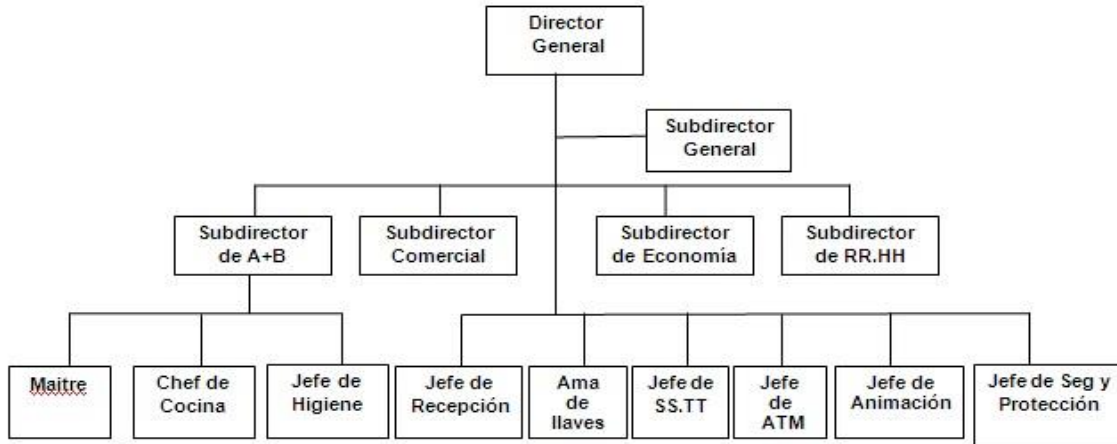 Director
General
Subdirector
General
Subdirector
de A+B
Subdirector
Comercial
Subdirector
de Economía
Subdirector
de RR.HH
Maitre
Chef de
Cocina
Jefe de
Higiene
Jefe de
Recepción
Ama
de
llaves
Jefe de
SS.TT
Jefe
de
ATM
Jefe de
Animación
Jefe de Seg y
Protección